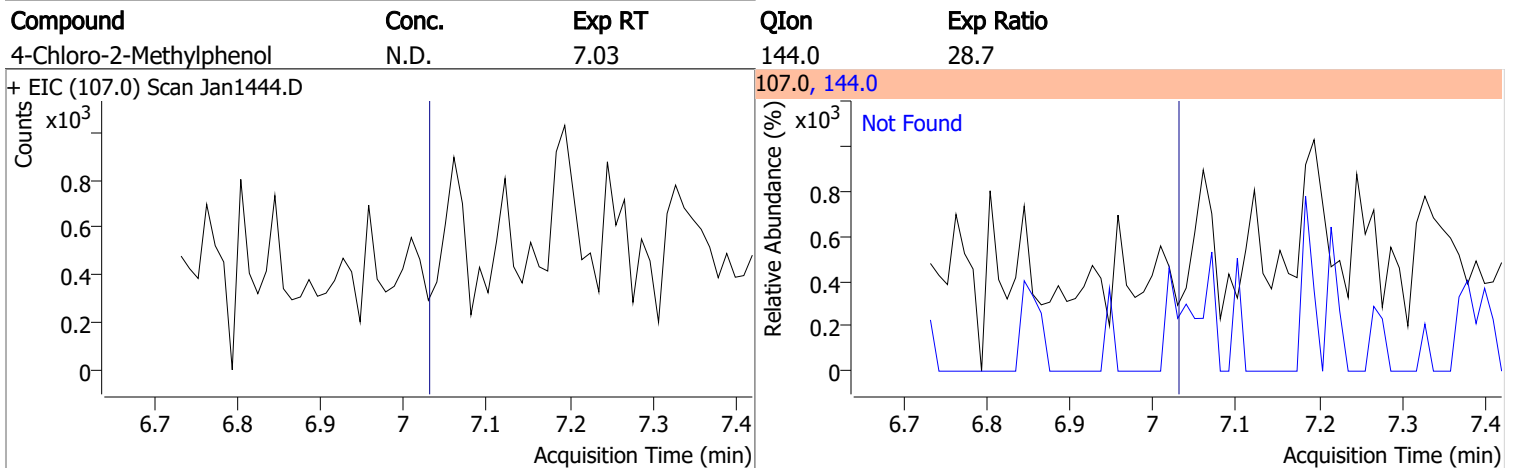 Compound Conc. Exp RT QIon Exp Ratio
4-Chloro-2-Methylphenol N.D. 7.03 144.0 28.7
+ EIC (107.0) Scan Jan1444.D
Counts
x10³
0.8
0.6
0.4
0.2
0
6.7 6.8 6.9 7 7.1 7.2 7.3 7.4
Acquisition Time (min)
107.0, 144.0
Relative Abundance (%)
x10³
Not Found
0.8
0.6
0.4
0.2
0
6.7 6.8 6.9 7 7.1 7.2 7.3 7.4
Acquisition Time (min)